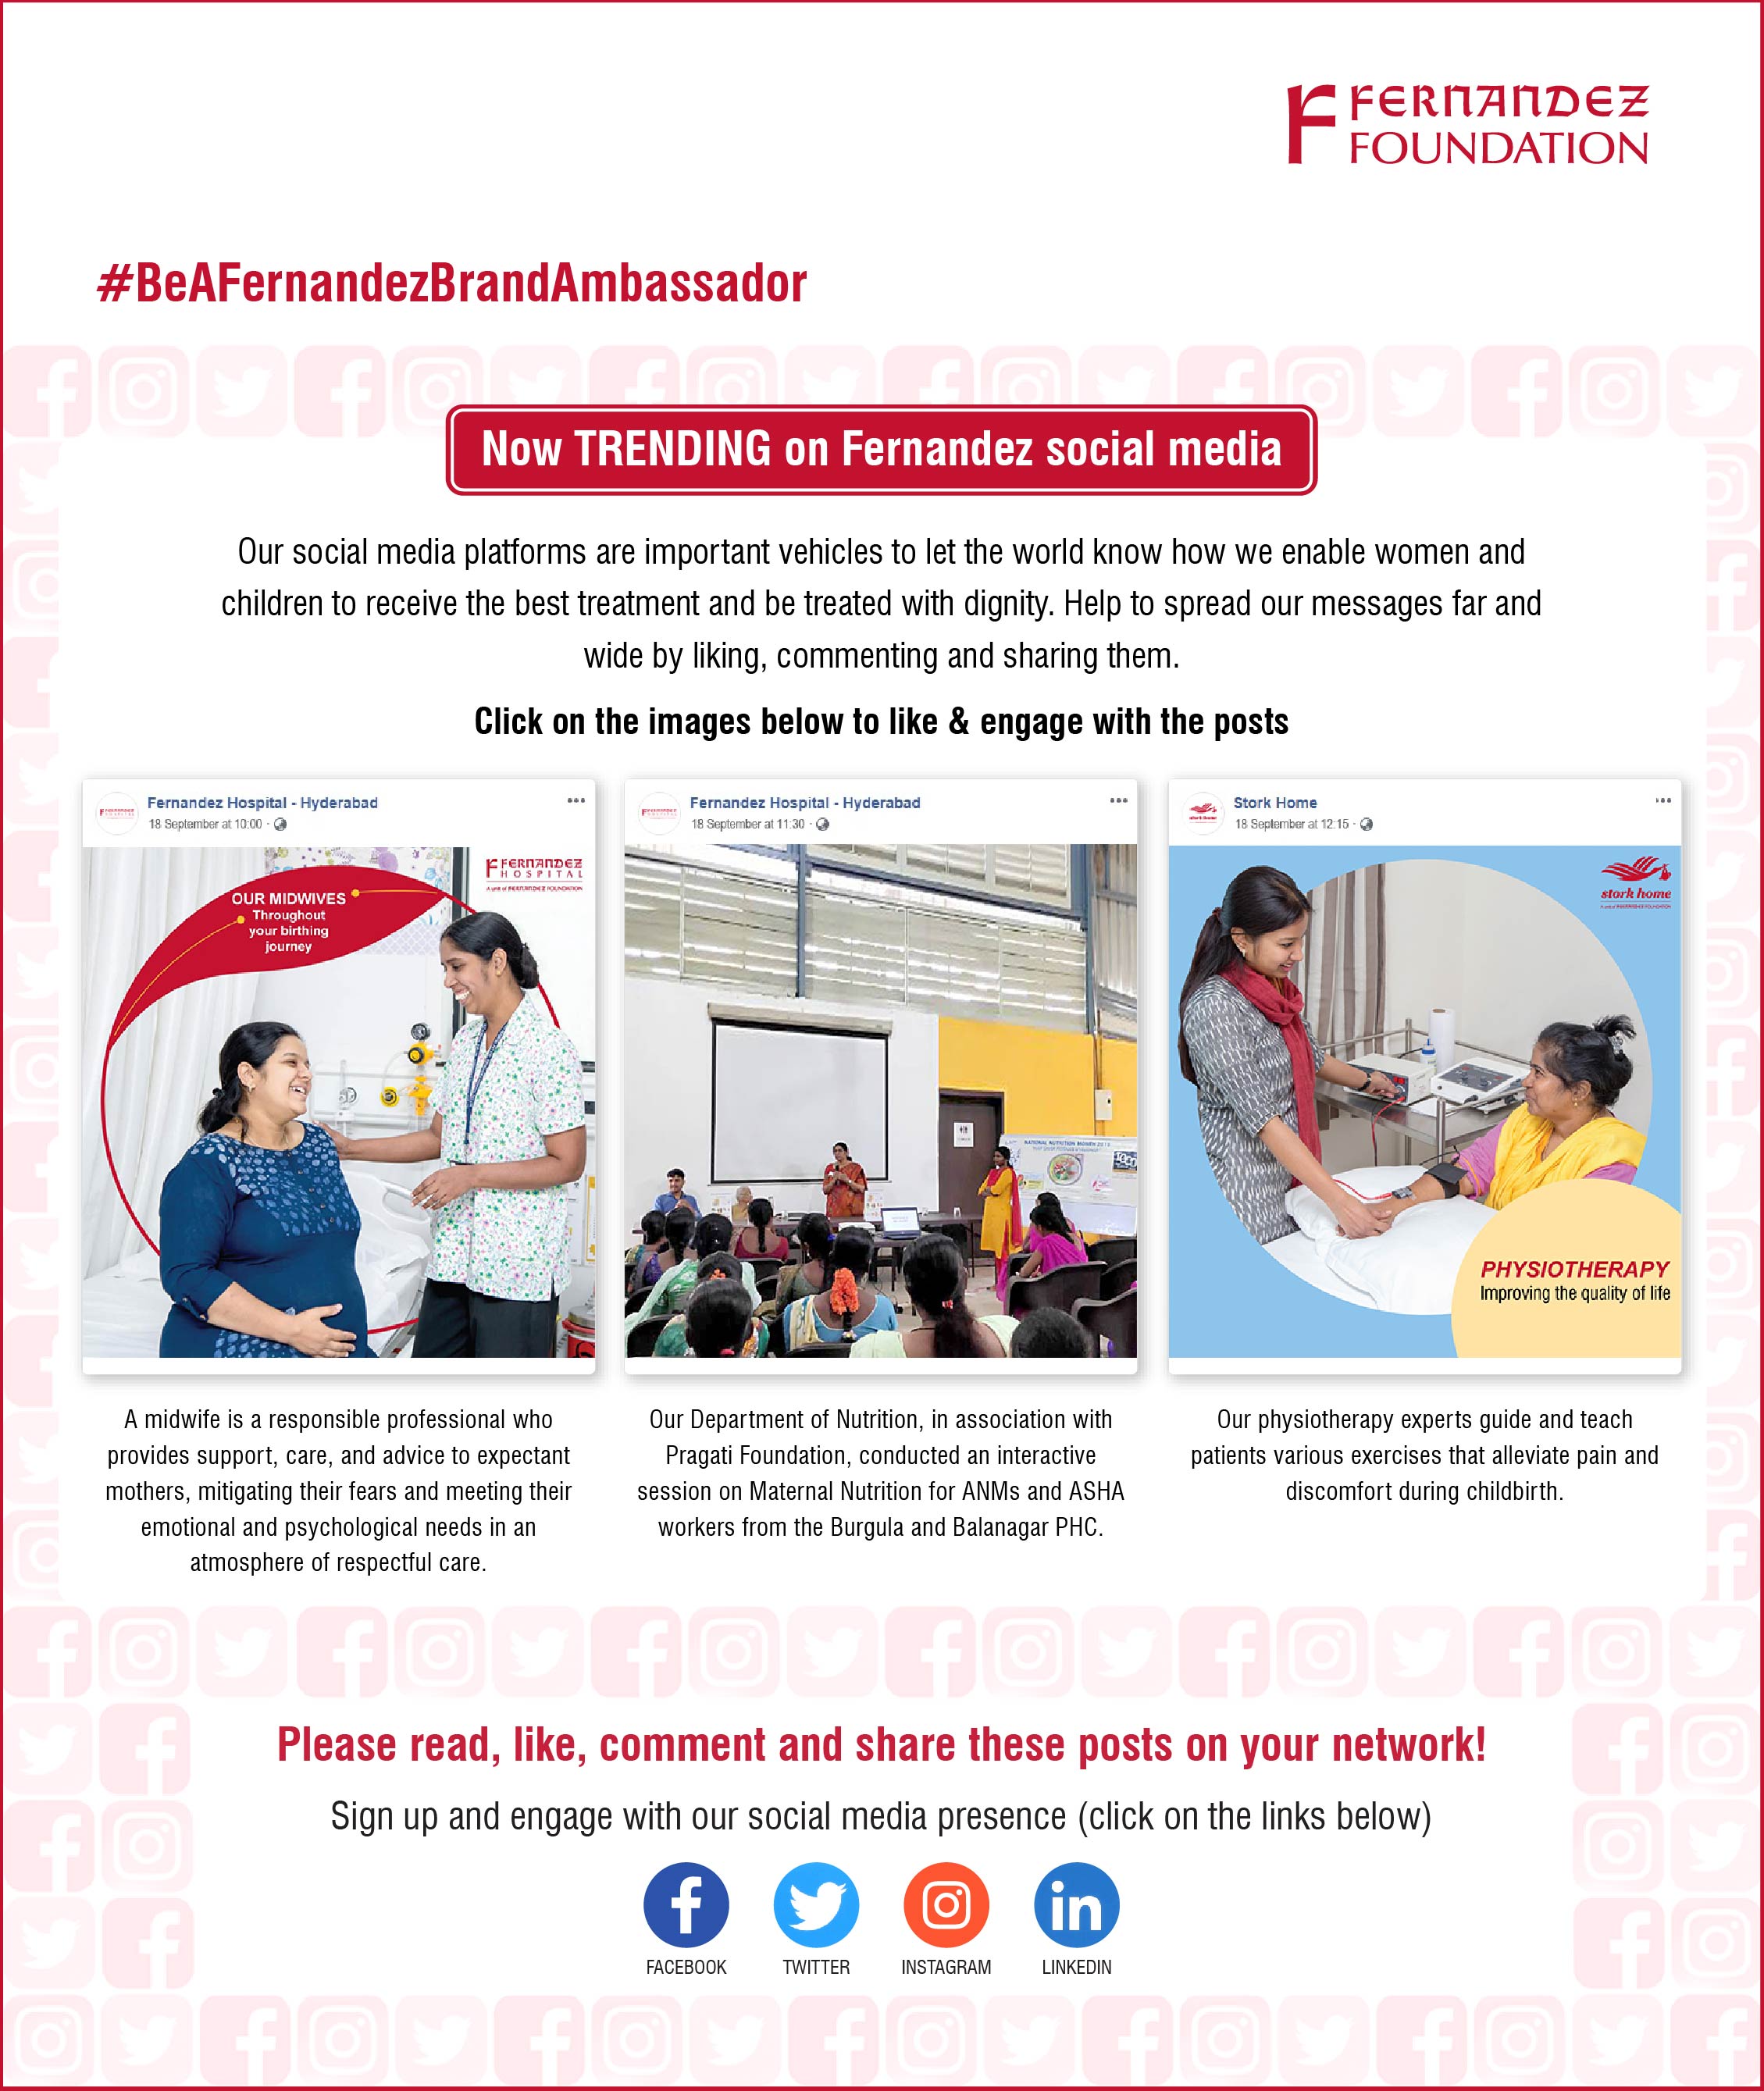 FERNANDEZ
FOUNDATION
#BeAFernandezBrandAmbassador
Now TRENDING on Fernandez social media
Our social media platforms are important vehicles to let the world know how we enable women and
children to receive the best treatment and be treated with dignity. Help to spread our messages far and
wide by liking, commenting and sharing them.
Click on the images below to like & engage with the posts
Fernandez Hospital - Hyderabad
18 September at 10:00
FERNANDEZ
HOSPITAL
A unit of FERNANDEZ FOUNDATION
OUR MIDWIVES
Throughout
your birthing
journey
A midwife is a responsible professional who
provides support, care, and advice to expectant
mothers, mitigating their fears and meeting their
emotional and psychological needs in an
atmosphere of respectful care.
Fernandez Hospital - Hyderabad
18 September at 11:30
NATIONAL NUTRITION MONTH
Our Department of Nutrition, in association with
Pragati Foundation, conducted an interactive
session on Maternal Nutrition for ANMs and ASHA
workers from the Burgula and Balanagar PHC.
Stork Home
18 September at 12:15
stork home
A unit of FERNANDEZ FOUNDATION
PHYSIOTHERAPY
Improving the quality of life
Our physiotherapy experts guide and teach
patients various exercises that alleviate pain and
discomfort during childbirth.
Please read, like, comment and share these posts on your network!
Sign up and engage with our social media presence (click on the links below)
FACEBOOK
TWITTER
INSTAGRAM
LINKEDIN